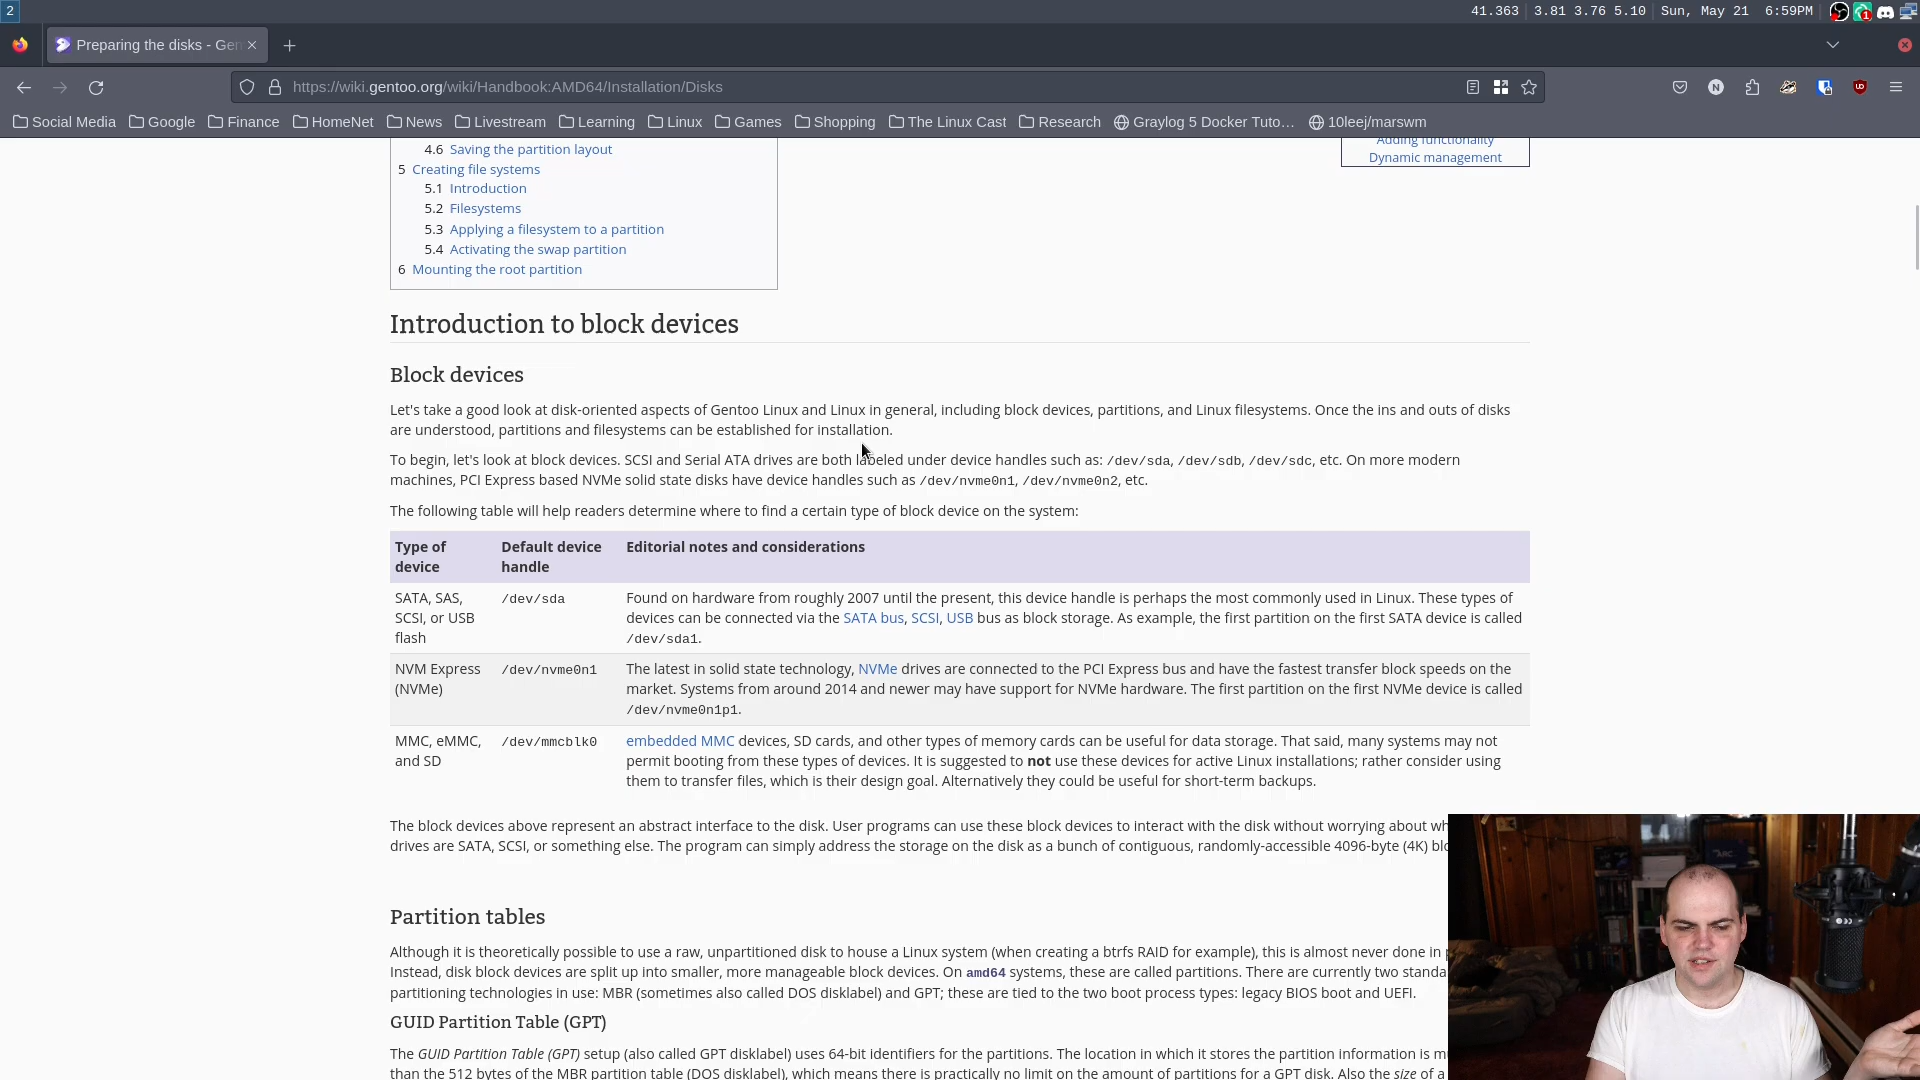 2
41.363 3.81 3.76 5.10 Sun, May 21 6:59PM
Preparing the disks - Gen
https://wiki.gentoo.org/wiki/Handbook:AMD64/Installation/Disks
Social Media Google Finance HomeNet News Livestream Learning Linux Games Shopping The Linux Cast Research Graylog 5 Docker Tuto… 10leej/marswm
4.6 Saving the partition layout
5 Creating file systems
5.1 Introduction
5.2 Filesystems
5.3 Applying a filesystem to a partition
5.4 Activating the swap partition
6 Mounting the root partition
Adding functionality
Dynamic management
Introduction to block devices
Block devices
Let's take a good look at disk-oriented aspects of Gentoo Linux and Linux in general, including block devices, partitions, and Linux filesystems. Once the ins and outs of disks
are understood, partitions and filesystems can be established for installation.
To begin, let's look at block devices. SCSI and Serial ATA drives are both labeled under device handles such as: /dev/sda, /dev/sdb, /dev/sdc, etc. On more modern
machines, PCI Express based NVMe solid state disks have device handles such as /dev/nvme0n1, /dev/nvme0n2, etc.
The following table will help readers determine where to find a certain type of block device on the system:
Type of
device
Default device
handle
Editorial notes and considerations
SATA, SAS,
SCSI, or USB
flash
/dev/sda
Found on hardware from roughly 2007 until the present, this device handle is perhaps the most commonly used in Linux. These types of
devices can be connected via the SATA bus, SCSI, USB bus as block storage. As example, the first partition on the first SATA device is called
/dev/sda1.
NVM Express
(NVMe)
/dev/nvme0n1
The latest in solid state technology, NVMe drives are connected to the PCI Express bus and have the fastest transfer block speeds on the
market. Systems from around 2014 and newer may have support for NVMe hardware. The first partition on the first NVMe device is called
/dev/nvme0n1p1.
MMC, eMMC,
and SD
/dev/mmcblk0
embedded MMC devices, SD cards, and other types of memory cards can be useful for data storage. That said, many systems may not
permit booting from these types of devices. It is suggested to not use these devices for active Linux installations; rather consider using
them to transfer files, which is their design goal. Alternatively they could be useful for short-term backups.
The block devices above represent an abstract interface to the disk. User programs can use these block devices to interact with the disk without worrying about wh
drives are SATA, SCSI, or something else. The program can simply address the storage on the disk as a bunch of contiguous, randomly-accessible 4096-byte (4K) blo
Partition tables
Although it is theoretically possible to use a raw, unpartitioned disk to house a Linux system (when creating a btrfs RAID for example), this is almost never done in p
Instead, disk block devices are split up into smaller, more manageable block devices. On amd64 systems, these are called partitions. There are currently two standa
partitioning technologies in use: MBR (sometimes also called DOS disklabel) and GPT; these are tied to the two boot process types: legacy BIOS boot and UEFI.
GUID Partition Table (GPT)
The GUID Partition Table (GPT) setup (also called GPT disklabel) uses 64-bit identifiers for the partitions. The location in which it stores the partition information is mu
than the 512 bytes of the MBR partition table (DOS disklabel), which means there is practically no limit on the amount of partitions for a GPT disk. Also the size of a